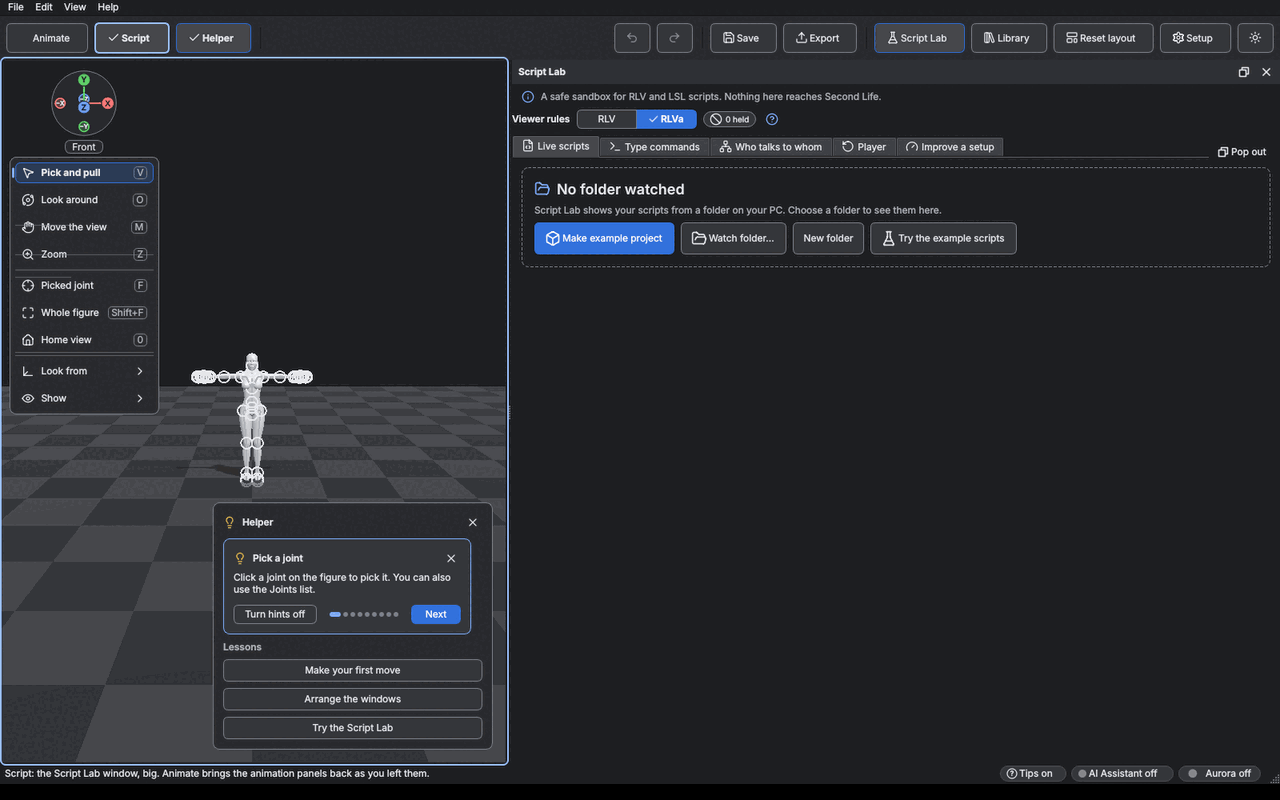 File Edit View Help
Animate Script Helper Save Export Script Lab Library Reset layout Setup
Script Lab
A safe sandbox for RLV and LSL scripts. Nothing here reaches Second Life.
Viewer rules RLV RLVa 0 held ?
Live scripts Type commands Who talks to whom Player Improve a setup
Pop out
No folder watched
Script Lab shows your scripts from a folder on your PC. Choose a folder to see them here.
Make example project Watch folder... New folder Try the example scripts
Y
-X Z X
-Y
Front
Pick and pull V
Look around O
Move the view M
Zoom Z
Picked joint F
Whole figure Shift+F
Home view 0
Look from
Show
Helper
Pick a joint
Click a joint on the figure to pick it. You can also
use the Joints list.
Turn hints off Next
Lessons
Make your first move
Arrange the windows
Try the Script Lab
Script: the Script Lab window, big. Animate brings the animation panels back as you left them.
? Tips on AI Assistant off Aurora off